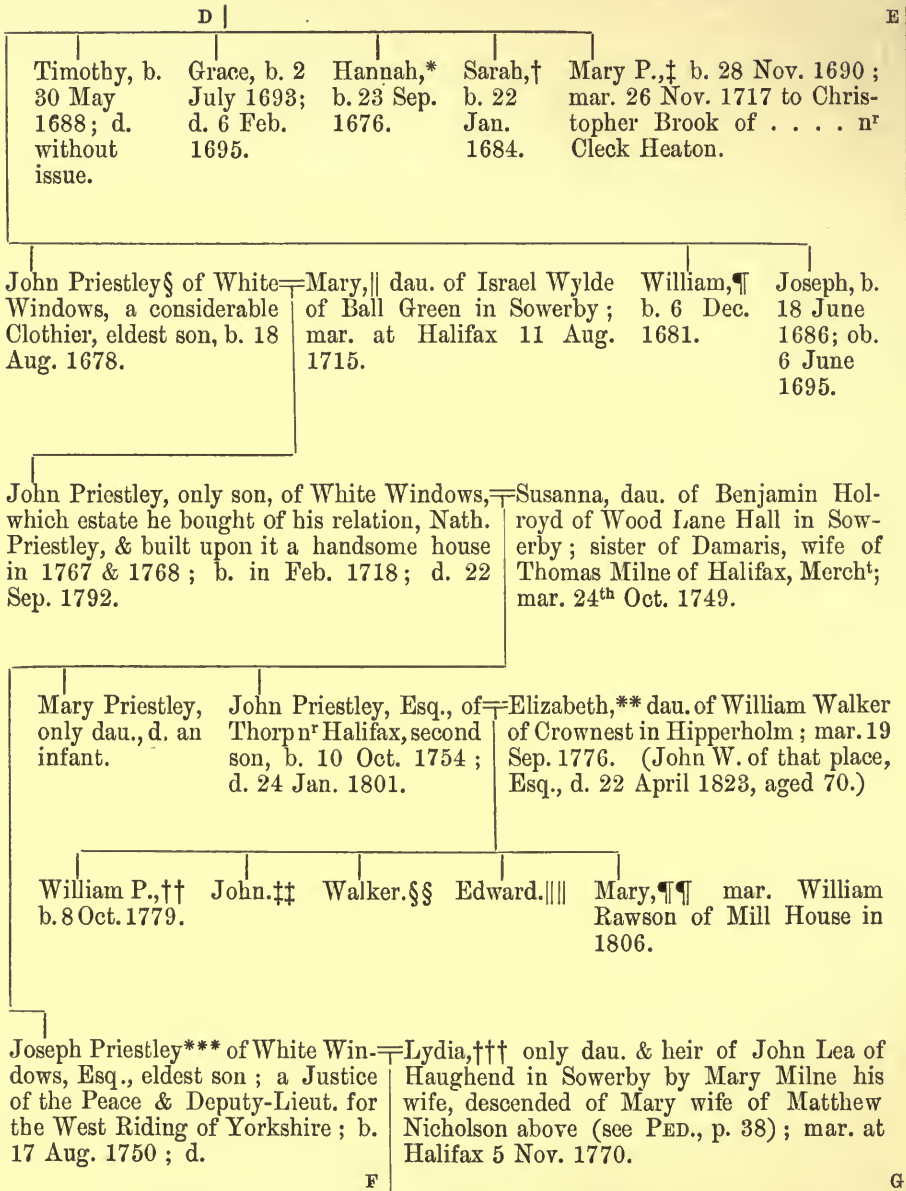 D E
Timothy, b.
30 May
1688; d.
without
issue.
Grace, b. 2
July 1693;
d. 6 Feb.
1695.
Hannah,*
b. 23 Sep.
1676.
Sarah,†
b. 22
Jan.
1684.
Mary P.,‡ b. 28 Nov. 1690;
mar. 26 Nov. 1717 to Chris-
topher Brook of . . . . nʳ
Cleck Heaton.
John Priestley§ of White
Windows, a considerable
Clothier, eldest son, b. 18
Aug. 1678.
Mary,|| dau. of Israel Wylde
of Ball Green in Sowerby;
mar. at Halifax 11 Aug.
1715.
William,¶
b. 6 Dec.
1681.
Joseph, b.
18 June
1686; ob.
6 June
1695.
John Priestley, only son, of White Windows,
which estate he bought of his relation, Nath.
Priestley, & built upon it a handsome house
in 1767 & 1768; b. in Feb. 1718; d. 22
Sep. 1792.
Susanna, dau. of Benjamin Hol-
royd of Wood Lane Hall in Sow-
erby; sister of Damaris, wife of
Thomas Milne of Halifax, Merchᵗ;
mar. 24ᵗʰ Oct. 1749.
Mary Priestley,
only dau., d. an
infant.
John Priestley, Esq., of
Thorp nʳ Halifax, second
son, b. 10 Oct. 1754;
d. 24 Jan. 1801.
Elizabeth,** dau. of William Walker
of Crownest in Hipperholm; mar. 19
Sep. 1776. (John W. of that place,
Esq., d. 22 April 1823, aged 70.)
William P.,††
b. 8 Oct. 1779.
John.‡‡
Walker.§§
Edward.||||
Mary,¶¶ mar. William
Rawson of Mill House in
1806.
Joseph Priestley*** of White Win-
dows, Esq., eldest son; a Justice
of the Peace & Deputy-Lieut. for
the West Riding of Yorkshire; b.
17 Aug. 1750; d.
Lydia,††† only dau. & heir of John Lea of
Haughend in Sowerby by Mary Milne his
wife, descended of Mary wife of Matthew
Nicholson above (see PED., p. 38); mar. at
Halifax 5 Nov. 1770.
F G